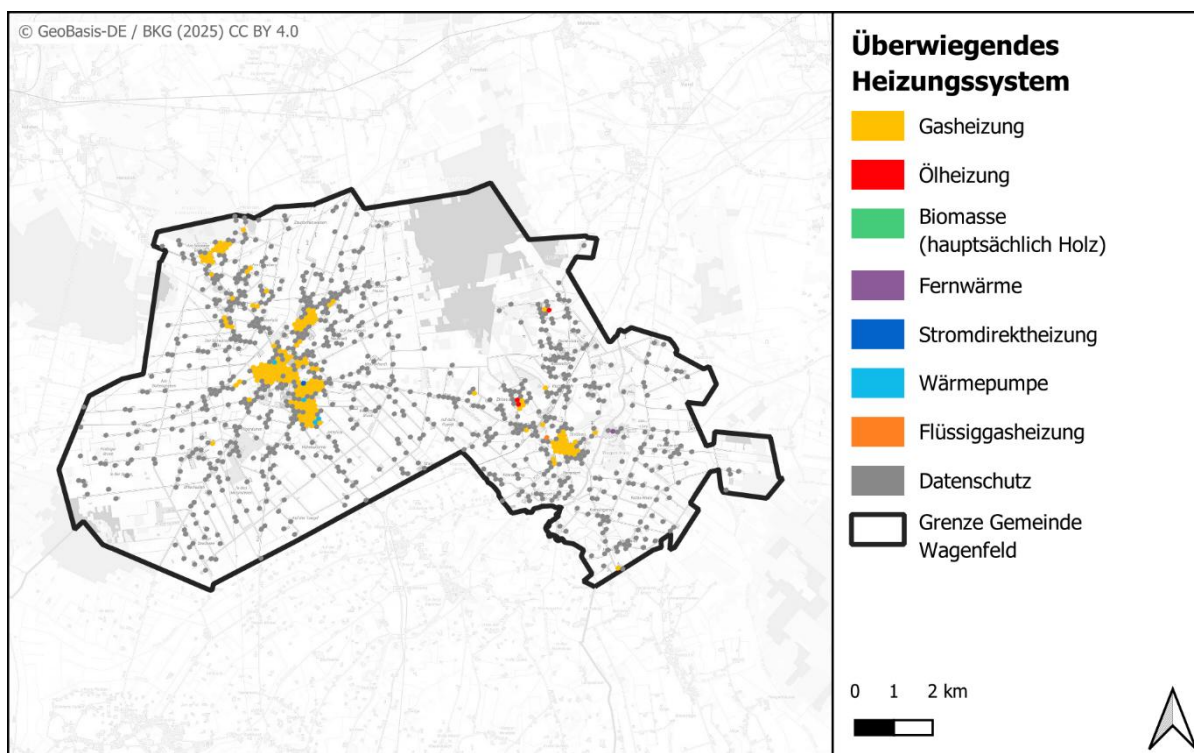 © GeoBasis-DE / BKG (2025) CC BY 4.0
Überwiegendes
Heizungssystem
Gasheizung
Ölheizung
Biomasse
(hauptsächlich Holz)
Fernwärme
Stromdirektheizung
Wärmepumpe
Flüssiggasheizung
Datenschutz
Grenze Gemeinde
Wagenfeld
0 1 2 km